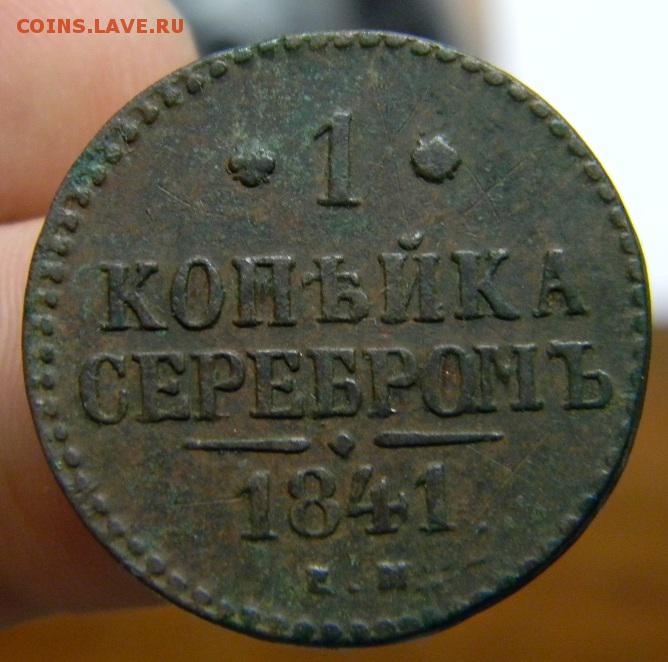 COINS.LAVE.RU
1
КОПѢЙКА
СЕРЕБРОМЪ
1841.
Е.М